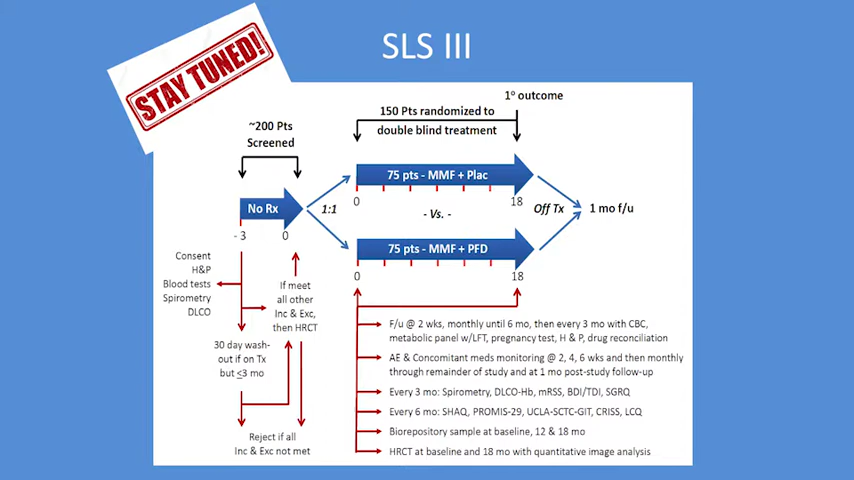 SLS III
STAY TUNED!
1º outcome
150 Pts randomized to
double blind treatment
~200 Pts
Screened
75 pts - MMF + Plac
0
18
No Rx
- 3
0
1:1
- Vs. -
Off Tx
1 mo f/u
75 pts - MMF + PFD
0
18
Consent
H&P
Blood tests
Spirometry
DLCO
If meet
all other
Inc & Exc,
then HRCT
30 day wash-
out if on Tx
but ≤3 mo
Reject if all
Inc & Exc not met
F/u @ 2 wks, monthly until 6 mo, then every 3 mo with CBC,
metabolic panel w/LFT, pregnancy test, H & P, drug reconciliation
AE & Concomitant meds monitoring @ 2, 4, 6 wks and then monthly
through remainder of study and at 1 mo post-study follow-up
Every 3 mo: Spirometry, DLCO-Hb, mRSS, BDI/TDI, SGRQ
Every 6 mo: SHAQ, PROMIS-29, UCLA-SCTC-GIT, CRISS, LCQ
Biorepository sample at baseline, 12 & 18 mo
HRCT at baseline and 18 mo with quantitative image analysis